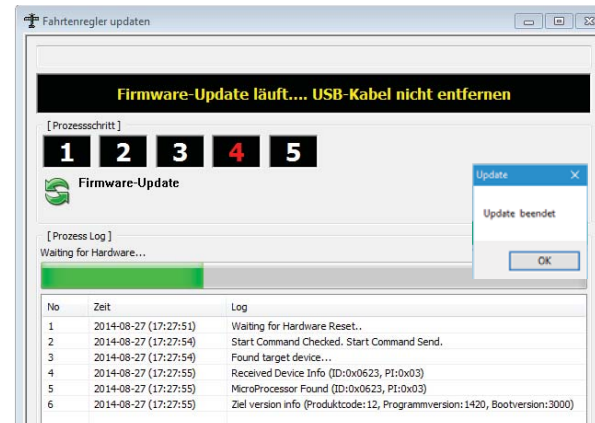 Fahrtenregler updaten
Firmware-Update läuft.... USB-Kabel nicht entfernen
[ Prozessschritt ]
1 2 3 4 5
Firmware-Update
Update
Update beendet
OK
[ Prozess Log ]
Waiting for Hardware...
No Zeit Log
1 2014-08-27 (17:27:51) Waiting for Hardware Reset..
2 2014-08-27 (17:27:54) Start Command Checked. Start Command Send.
3 2014-08-27 (17:27:54) Found target device...
4 2014-08-27 (17:27:55) Received Device Info (ID:0x0623, PI:0x03)
5 2014-08-27 (17:27:55) MicroProcessor Found (ID:0x0623, PI:0x03)
6 2014-08-27 (17:27:55) Ziel version info (Produktcode:12, Programmversion:1420, Bootversion:3000)